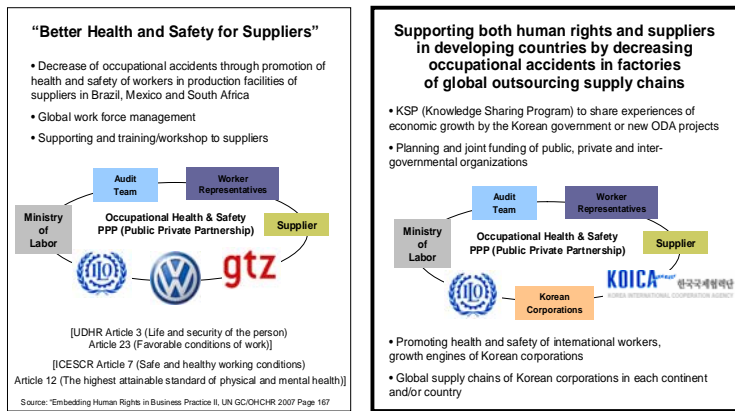 “Better Health and Safety for Suppliers”
• Decrease of occupational accidents through promotion of
health and safety of workers in production facilities of
suppliers in Brazil, Mexico and South Africa
• Global work force management
• Supporting and training/workshop to suppliers
Audit
Team
Worker
Representatives
Ministry
of
Labor
Occupational Health & Safety
PPP (Public Private Partnership)
Supplier
ILO
VW
gtz
[UDHR Article 3 (Life and security of the person)
Article 23 (Favorable conditions of work)]
[ICESCR Article 7 (Safe and healthy working conditions)
Article 12 (The highest attainable standard of physical and mental health)]
Source: “Embedding Human Rights in Business Practice II, UN GC/OHCHR 2007 Page 167
Supporting both human rights and suppliers
in developing countries by decreasing
occupational accidents in factories
of global outsourcing supply chains
• KSP (Knowledge Sharing Program) to share experiences of
economic growth by the Korean government or new ODA projects
• Planning and joint funding of public, private and inter-
governmental organizations
Audit
Team
Worker
Representatives
Ministry
of
Labor
Occupational Health & Safety
PPP (Public Private Partnership)
Supplier
ILO
Korean
Corporations
KOICA 한국국제협력단
KOREA INTERNATIONAL COOPERATION AGENCY
• Promoting health and safety of international workers,
growth engines of Korean corporations
• Global supply chains of Korean corporations in each continent
and/or country